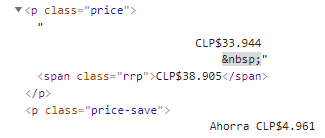 ▼<p class="price">
"
CLP$33.944
&nbsp;"
<span class="rrp">CLP$38.905</span>
</p>
<p class="price-save">
Ahorra CLP$4.961